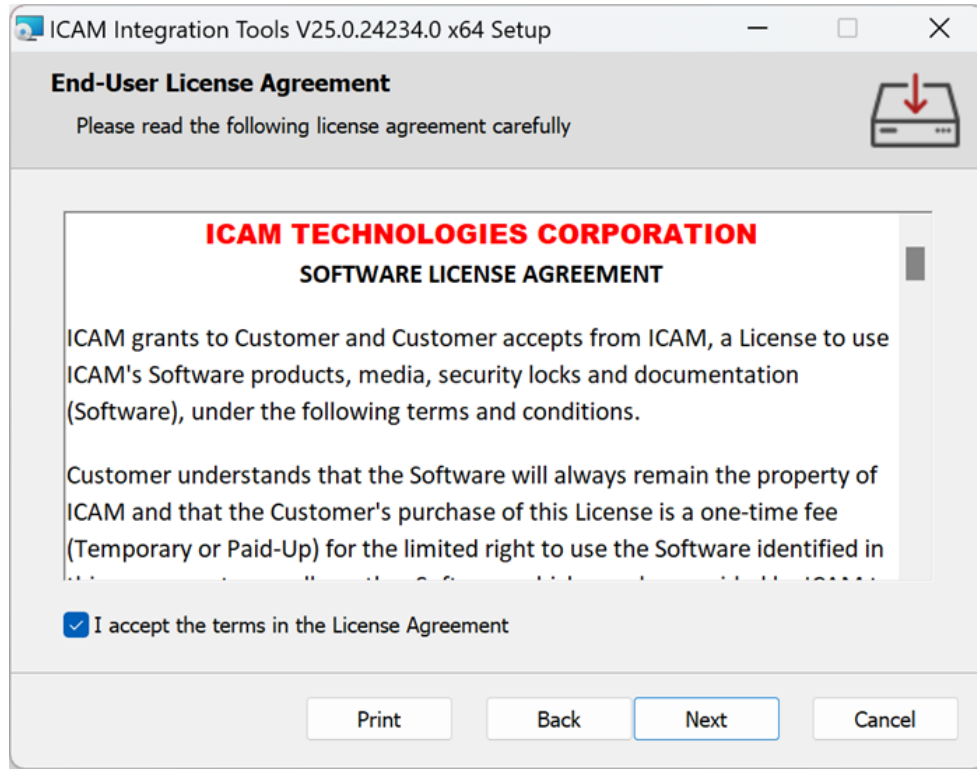 ICAM Integration Tools V25.0.24234.0 x64 Setup
End-User License Agreement
Please read the following license agreement carefully
ICAM TECHNOLOGIES CORPORATION
SOFTWARE LICENSE AGREEMENT
ICAM grants to Customer and Customer accepts from ICAM, a License to use
ICAM's Software products, media, security locks and documentation
(Software), under the following terms and conditions.
Customer understands that the Software will always remain the property of
ICAM and that the Customer's purchase of this License is a one-time fee
(Temporary or Paid-Up) for the limited right to use the Software identified in
I accept the terms in the License Agreement
Print
Back
Next
Cancel